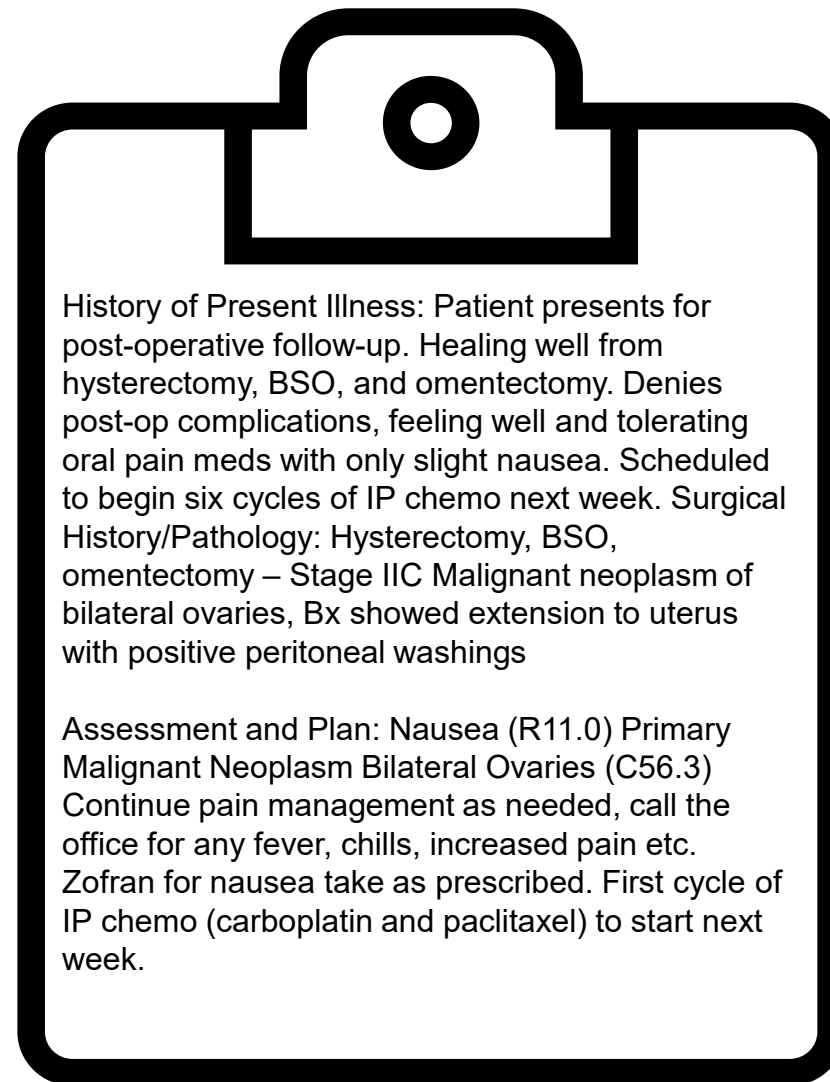 History of Present Illness: Patient presents for
post-operative follow-up. Healing well from
hysterectomy, BSO, and omentectomy. Denies
post-op complications, feeling well and tolerating
oral pain meds with only slight nausea. Scheduled
to begin six cycles of IP chemo next week. Surgical
History/Pathology: Hysterectomy, BSO,
omentectomy – Stage IIC Malignant neoplasm of
bilateral ovaries, Bx showed extension to uterus
with positive peritoneal washings
Assessment and Plan: Nausea (R11.0) Primary
Malignant Neoplasm Bilateral Ovaries (C56.3)
Continue pain management as needed, call the
office for any fever, chills, increased pain etc.
Zofran for nausea take as prescribed. First cycle of
IP chemo (carboplatin and paclitaxel) to start next
week.